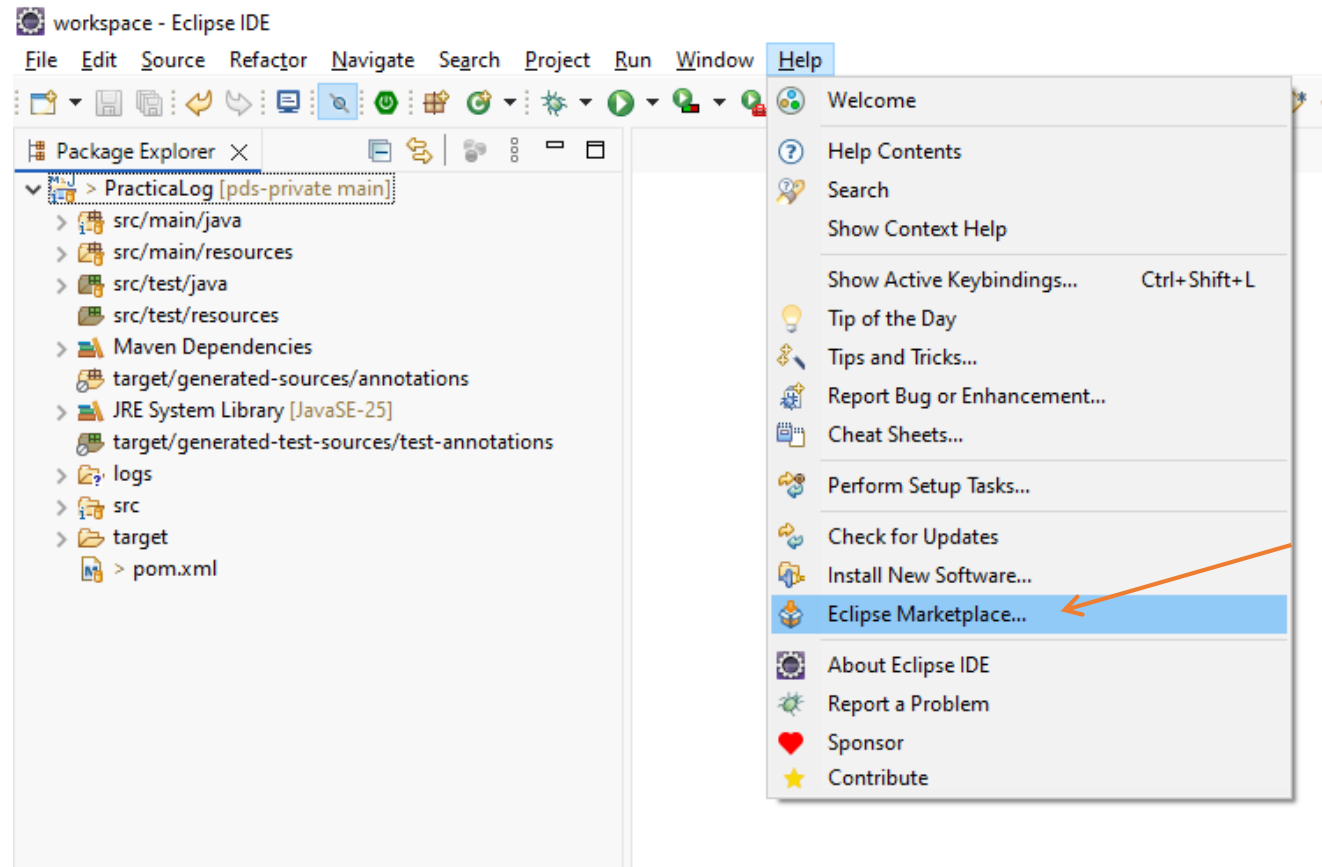 workspace - Eclipse IDE
File Edit Source Refactor Navigate Search Project Run Window Help
Package Explorer
> PracticaLog [pds-private main]
src/main/java
src/main/resources
src/test/java
src/test/resources
Maven Dependencies
target/generated-sources/annotations
JRE System Library [JavaSE-25]
target/generated-test-sources/test-annotations
logs
src
target
> pom.xml
Welcome
Help Contents
Search
Show Context Help
Show Active Keybindings... Ctrl+Shift+L
Tip of the Day
Tips and Tricks...
Report Bug or Enhancement...
Cheat Sheets...
Perform Setup Tasks...
Check for Updates
Install New Software...
Eclipse Marketplace...
About Eclipse IDE
Report a Problem
Sponsor
Contribute